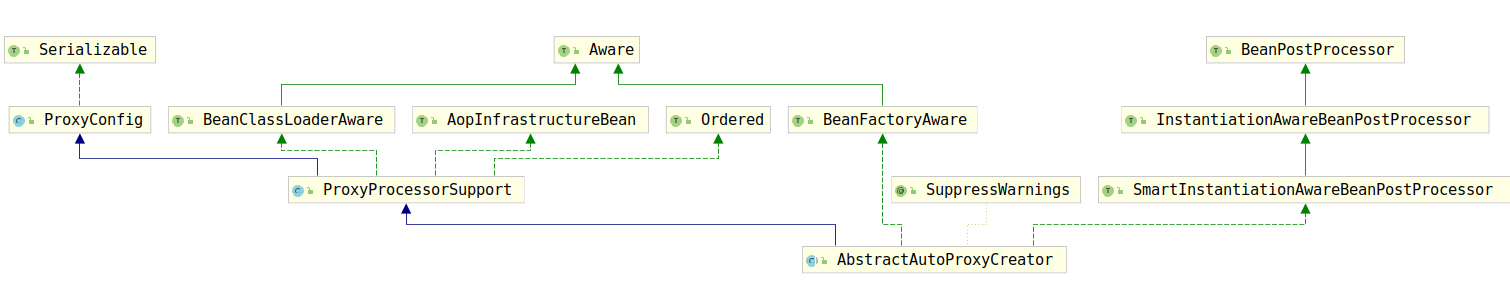 Serializable
Aware
BeanPostProcessor
ProxyConfig
BeanClassLoaderAware
AopInfrastructureBean
Ordered
BeanFactoryAware
InstantiationAwareBeanPostProcessor
ProxyProcessorSupport
SuppressWarnings
SmartInstantiationAwareBeanPostProcessor
AbstractAutoProxyCreator